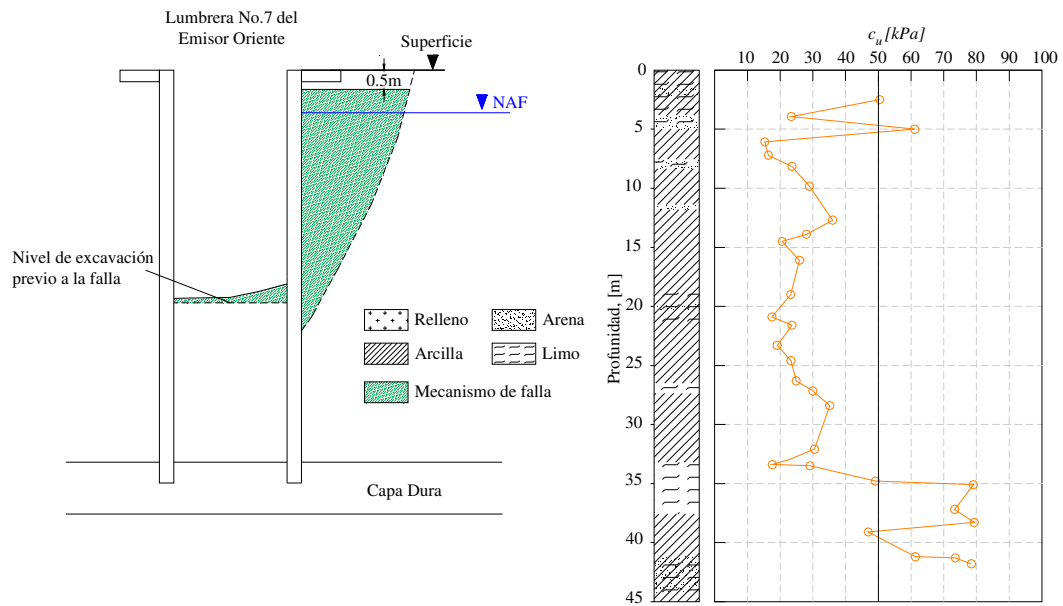 Lumbrera No.7 del
Emisor Oriente
Superficie
0.5m
NAF
Nivel de excavación
previo a la falla
Relleno
Arena
Arcilla
Limo
Mecanismo de falla
Capa Dura
c_u [kPa]
10 20 30 40 50 60 70 80 90 100
Profunidad, [m]
0
5
10
15
20
25
30
35
40
45